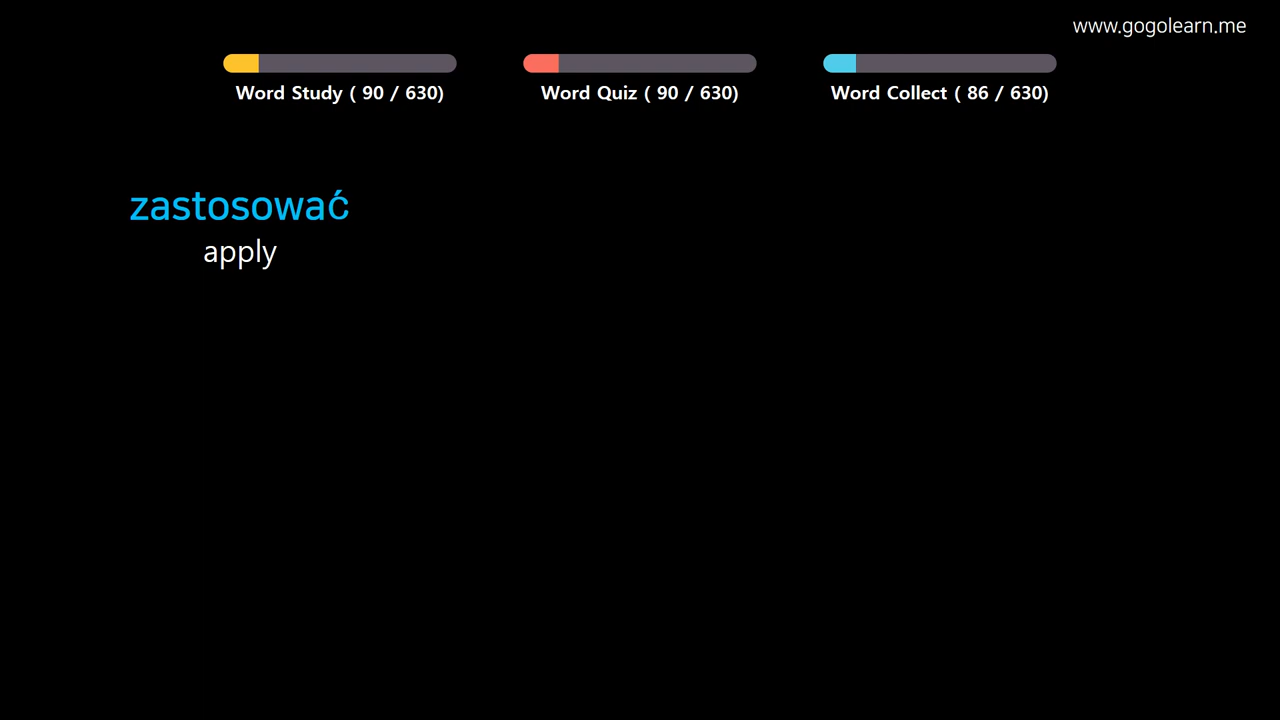 www.gogolearn.me
Word Study ( 90 / 630)
Word Quiz ( 90 / 630)
Word Collect ( 86 / 630)
zastosować
apply